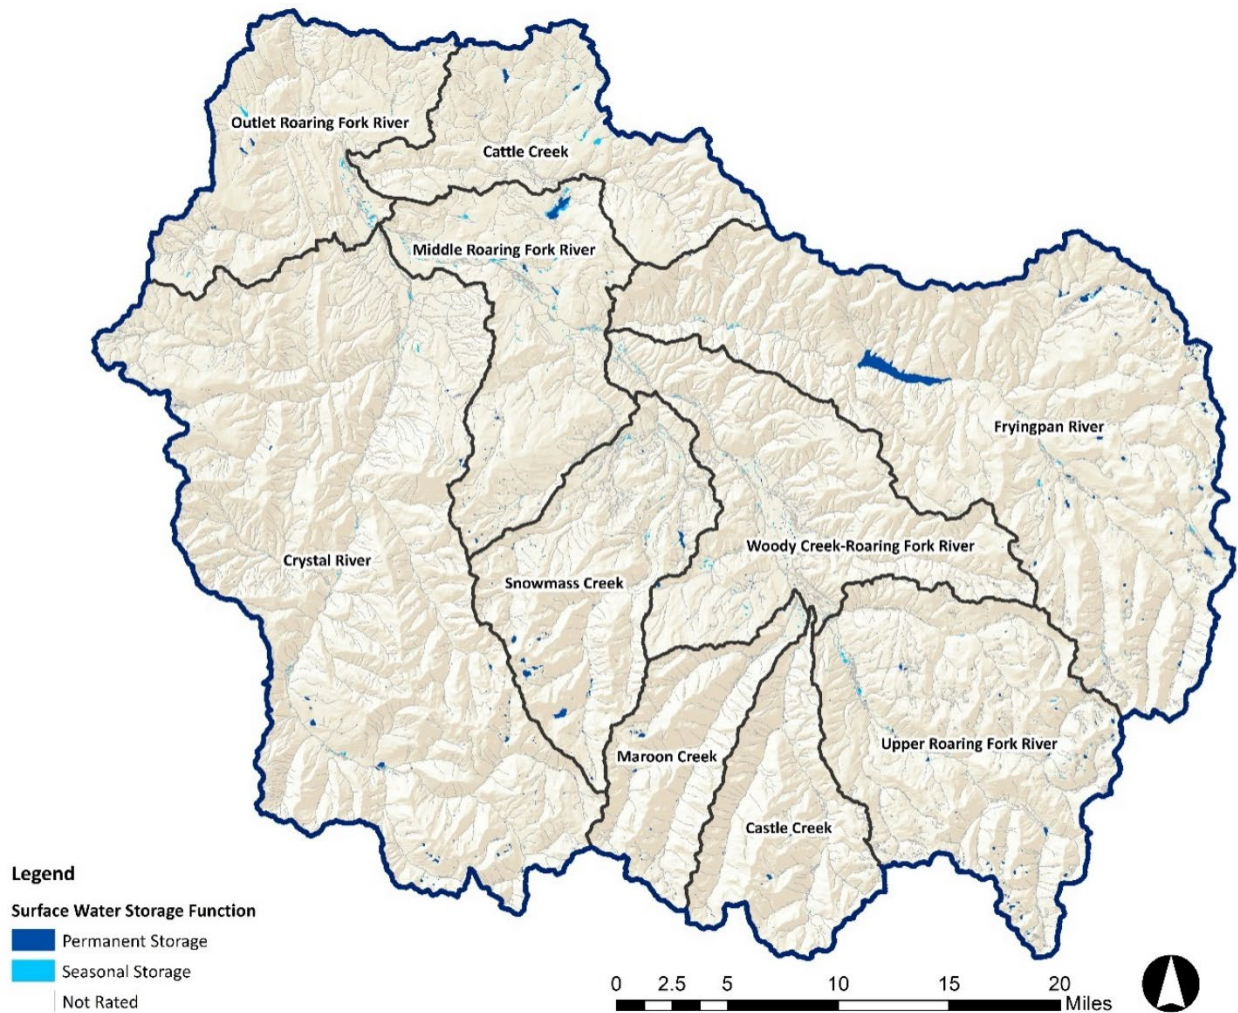 Outlet Roaring Fork River
Cattle Creek
Middle Roaring Fork River
Fryingpan River
Woody Creek-Roaring Fork River
Crystal River
Snowmass Creek
Upper Roaring Fork River
Maroon Creek
Castle Creek
Legend
Surface Water Storage Function
Permanent Storage
Seasonal Storage
Not Rated
0 2.5 5 10 15 20
Miles